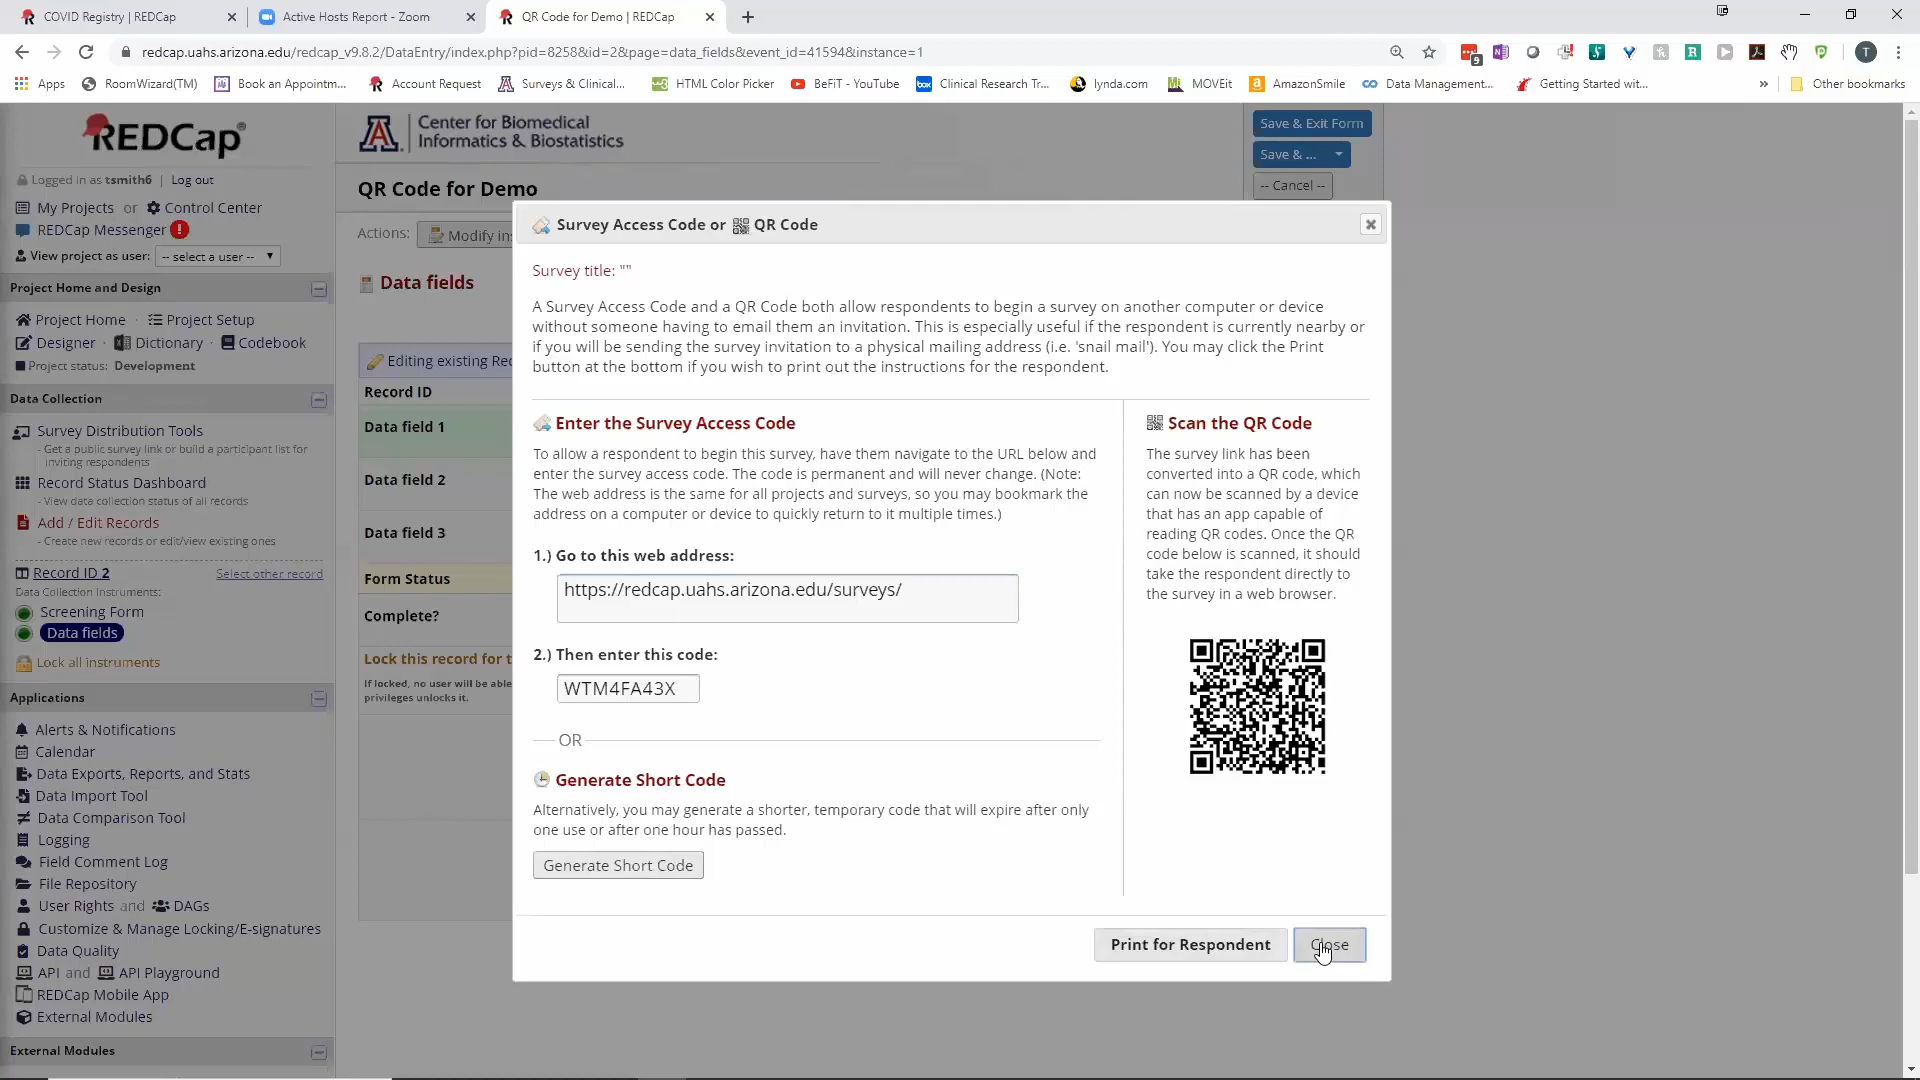 COVID Registry | REDCap
Active Hosts Report - Zoom
QR Code for Demo | REDCap
redcap.uahs.arizona.edu/redcap_v9.8.2/DataEntry/index.php?pid=8258&id=2&page=data_fields&event_id=41594&instance=1
9
T
Apps
RoomWizard(TM)
Book an Appointm...
Account Request
Surveys & Clinical...
HTML Color Picker
BeFiT - YouTube
box
Clinical Research Tr...
lynda.com
MOVEit
AmazonSmile
Data Management...
Getting Started wit...
»
Other bookmarks
REDCap®
Logged in as tsmith6 | Log out
My Projects or Control Center
REDCap Messenger
View project as user: -- select a user --
Project Home and Design
Project Home · Project Setup
Designer · Dictionary · Codebook
Project status: Development
Data Collection
Survey Distribution Tools
- Get a public survey link or build a participant list for
inviting respondents
Record Status Dashboard
- View data collection status of all records
Add / Edit Records
- Create new records or edit/view existing ones
Record ID 2 Select other record
Data Collection Instruments:
Screening Form
Data fields
Lock all instruments
Applications
Alerts & Notifications
Calendar
Data Exports, Reports, and Stats
Data Import Tool
Data Comparison Tool
Logging
Field Comment Log
File Repository
User Rights and DAGs
Customize & Manage Locking/E-signatures
Data Quality
API and API Playground
REDCap Mobile App
External Modules
External Modules
A
Center for Biomedical
Informatics & Biostatistics
Save & Exit Form
Save & ...
-- Cancel --
QR Code for Demo
Actions: Modify in
Data fields
Editing existing Rec
Record ID
Data field 1
Data field 2
Data field 3
Form Status
Complete?
Lock this record for t
If locked, no user will be able
privileges unlocks it.
Survey Access Code or QR Code
Survey title: ""
A Survey Access Code and a QR Code both allow respondents to begin a survey on another computer or device
without someone having to email them an invitation. This is especially useful if the respondent is currently nearby or
if you will be sending the survey invitation to a physical mailing address (i.e. 'snail mail'). You may click the Print
button at the bottom if you wish to print out the instructions for the respondent.
Enter the Survey Access Code
To allow a respondent to begin this survey, have them navigate to the URL below and
enter the survey access code. The code is permanent and will never change. (Note:
The web address is the same for all projects and surveys, so you may bookmark the
address on a computer or device to quickly return to it multiple times.)
1.) Go to this web address:
https://redcap.uahs.arizona.edu/surveys/
2.) Then enter this code:
WTM4FA43X
OR
Generate Short Code
Alternatively, you may generate a shorter, temporary code that will expire after only
one use or after one hour has passed.
Generate Short Code
Scan the QR Code
The survey link has been
converted into a QR code, which
can now be scanned by a device
that has an app capable of
reading QR codes. Once the QR
code below is scanned, it should
take the respondent directly to
the survey in a web browser.
Print for Respondent
Close